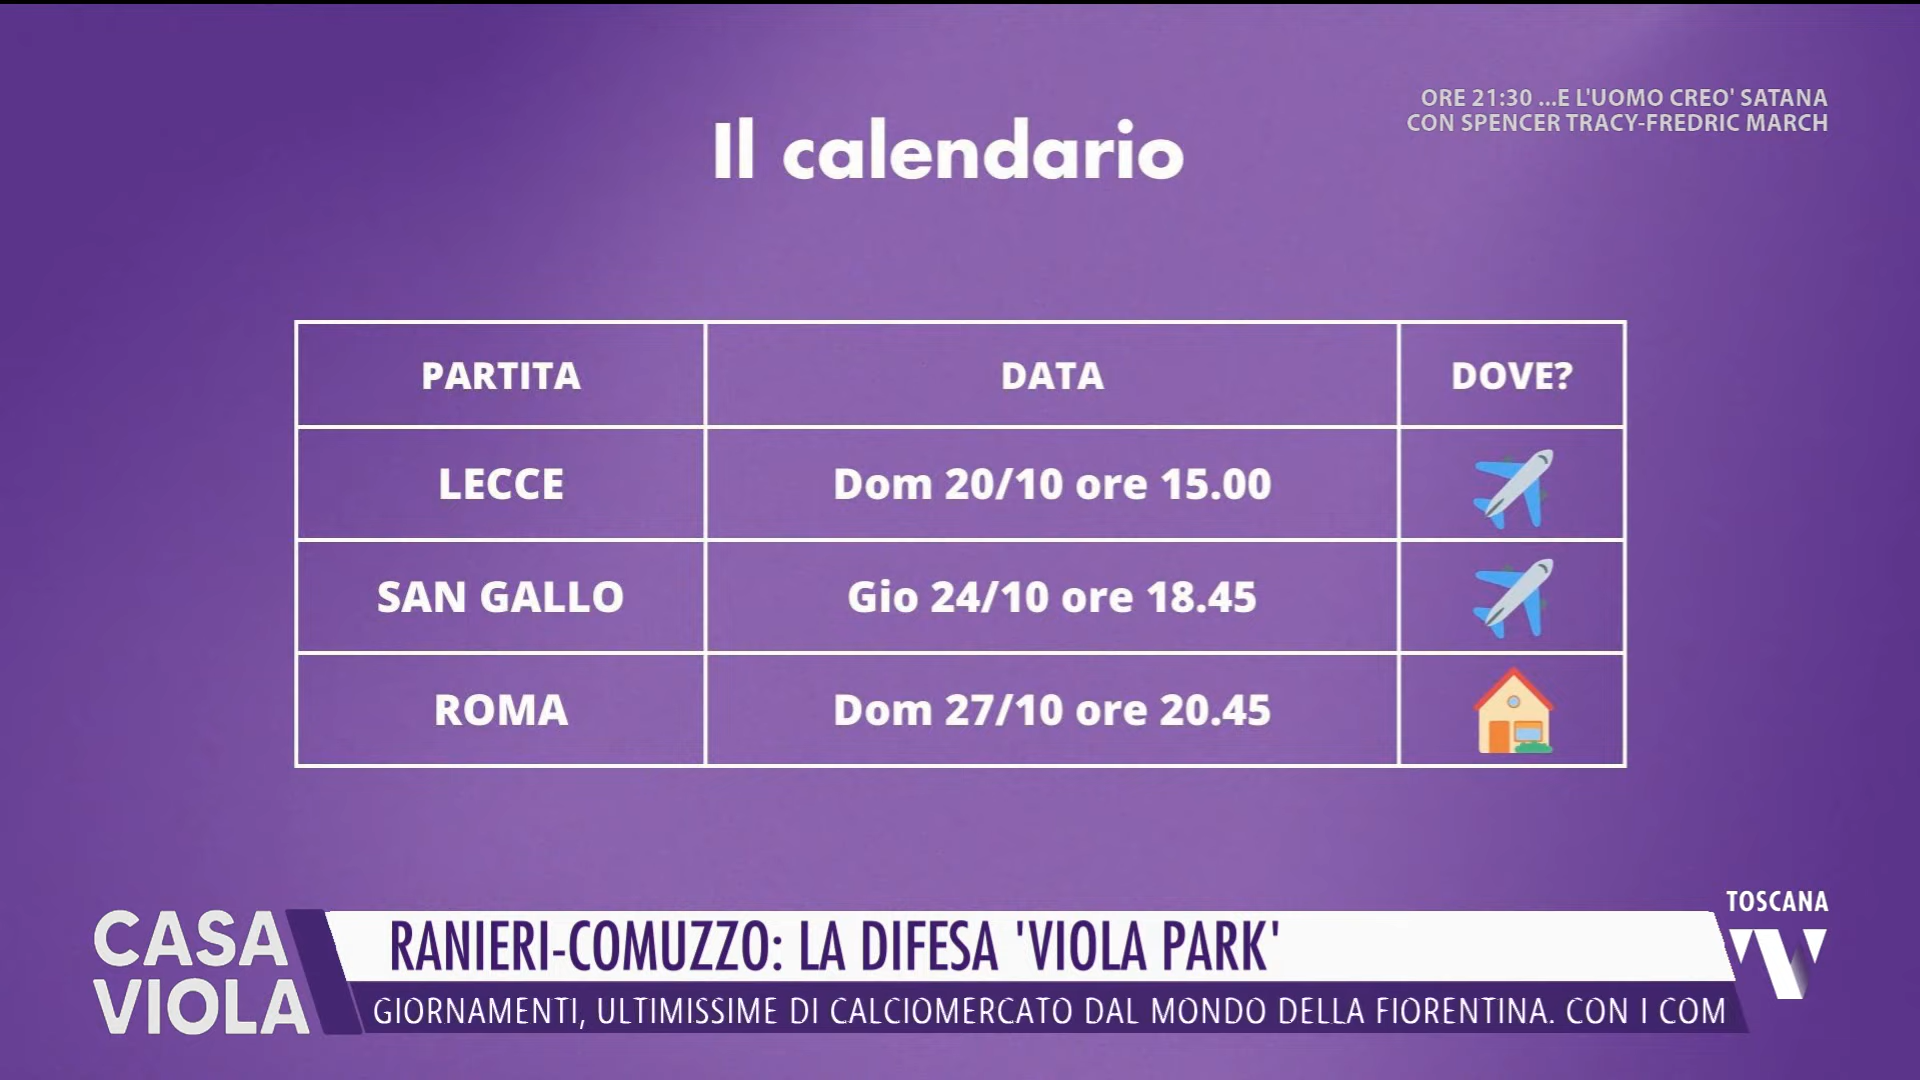 ORE 21:30 ...E L'UOMO CREO' SATANA
CON SPENCER TRACY-FREDRIC MARCH
Il calendario
PARTITA DATA DOVE?
LECCE Dom 20/10 ore 15.00
SAN GALLO Gio 24/10 ore 18.45
ROMA Dom 27/10 ore 20.45
TOSCANA
TV
CASA
VIOLA
RANIERI-COMUZZO: LA DIFESA 'VIOLA PARK'
GIORNAMENTI, ULTIMISSIME DI CALCIOMERCATO DAL MONDO DELLA FIORENTINA. CON I COM